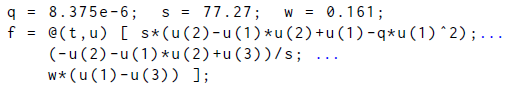 q = 8.375e-6; s = 77.27; w = 0.161;
f = @(t,u) [ s*(u(2)-u(1)*u(2)+u(1)-q*u(1)^2);...
(-u(2)-u(1)*u(2)+u(3))/s; ...
w*(u(1)-u(3)) ];